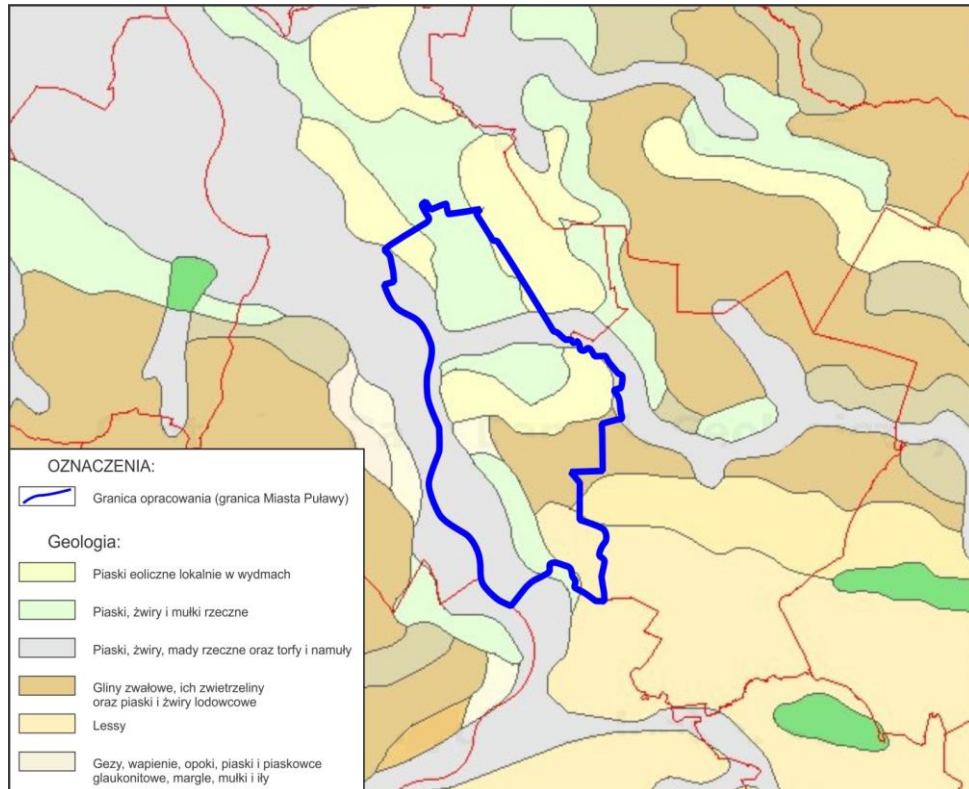 OZNACZENIA:
Granica opracowania (granica Miasta Puławy)
Geologia:
Piaski eoliczne lokalnie w wydmach
Piaski, żwiry i mułki rzeczne
Piaski, żwiry, mady rzeczne oraz torfy i namuły
Gliny zwałowe, ich zwietrzeliny
oraz piaski i żwiry lodowcowe
Lessy
Gezy, wapienie, opoki, piaski i piaskowce
glaukonitowe, margle, mułki i iły